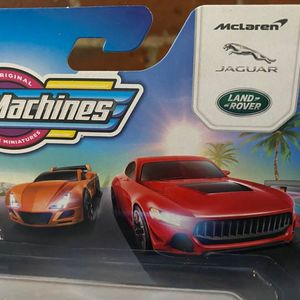 McLaren
JAGUAR
LAND
ROVER
ORIGINAL
Machines
MINIATURES